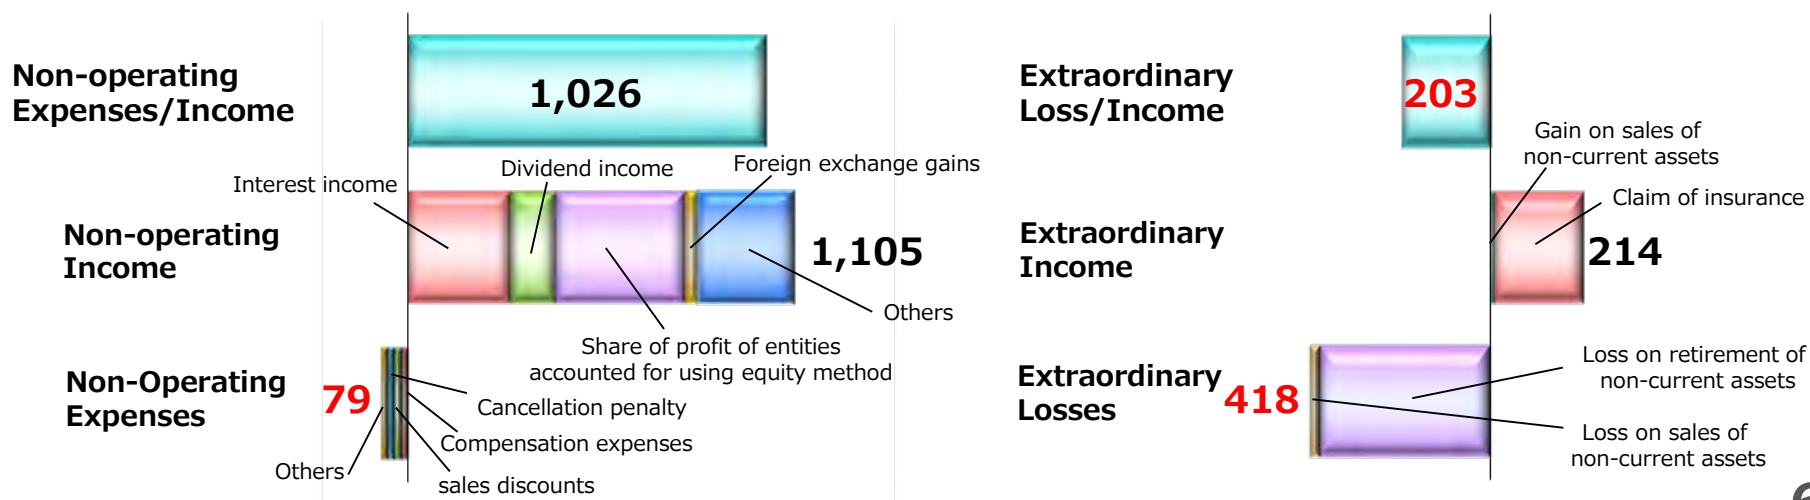 Non-operating
Expenses/Income
1,026
Interest income
Dividend income
Foreign exchange gains
Non-operating
Income
1,105
Others
Share of profit of entities
accounted for using equity method
Non-Operating
Expenses
79
Cancellation penalty
Compensation expenses
Others
sales discounts
Extraordinary
Loss/Income
203
Gain on sales of
non-current assets
Claim of insurance
Extraordinary
Income
214
Extraordinary
Losses
418
Loss on retirement of
non-current assets
Loss on sales of
non-current assets